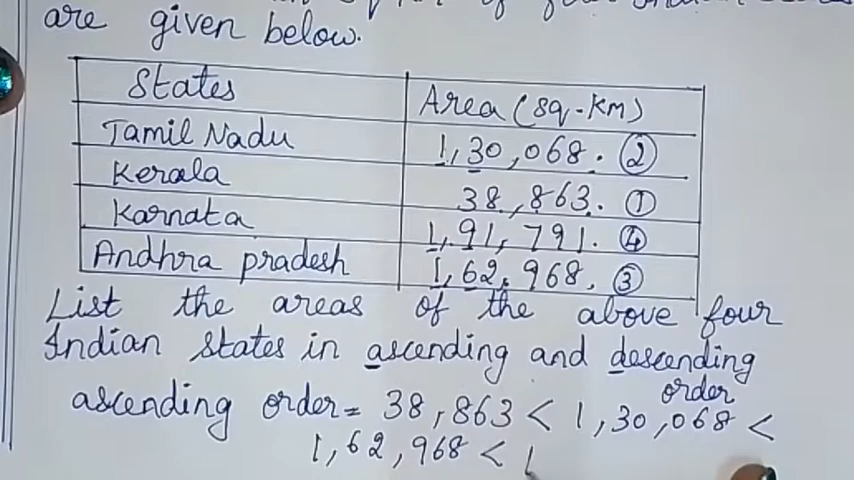 are given below.
States Area (sq-km)
Tamil Nadu 1,30,068. ②
Kerala 38,863. ①
Karnata 1,91,791. ④
Andhra pradesh 1,62,968. ③
List the areas of the above four
Indian states in ascending and descending
order
ascending order = 38,863 < 1,30,068 <
1,62,968 < 1